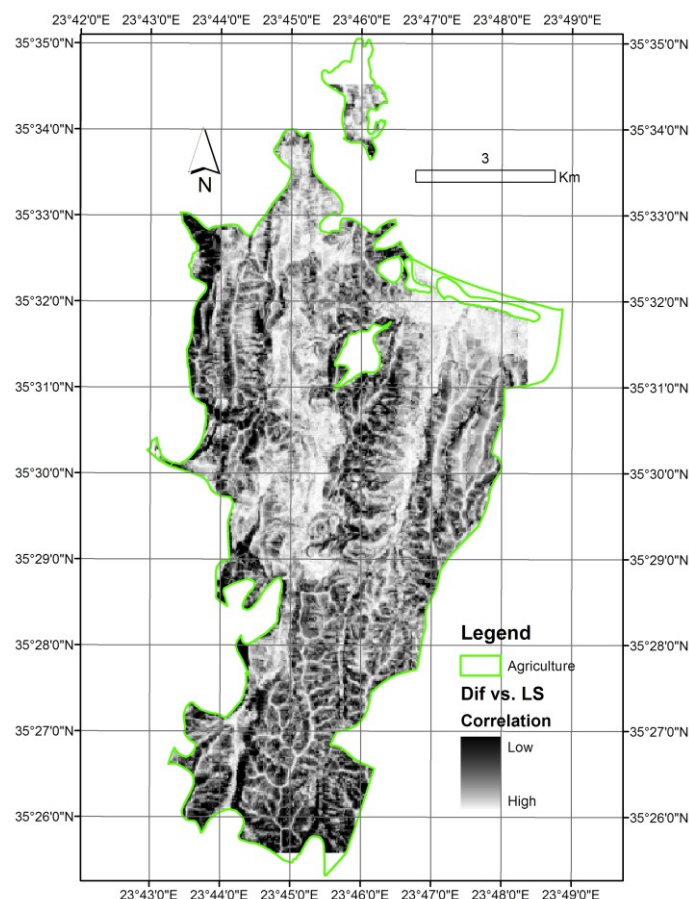 23°42'0"E 23°43'0"E 23°44'0"E 23°45'0"E 23°46'0"E 23°47'0"E 23°48'0"E 23°49'0"E
35°35'0"N 35°35'0"N
35°34'0"N 35°34'0"N
3
Km
N
35°33'0"N 35°33'0"N
35°32'0"N 35°32'0"N
35°31'0"N 35°31'0"N
35°30'0"N 35°30'0"N
35°29'0"N 35°29'0"N
Legend
35°28'0"N 35°28'0"N
Agriculture
Dif vs. LS
Correlation
35°27'0"N 35°27'0"N
Low
High
35°26'0"N 35°26'0"N
23°43'0"E 23°44'0"E 23°45'0"E 23°46'0"E 23°47'0"E 23°48'0"E 23°49'0"E